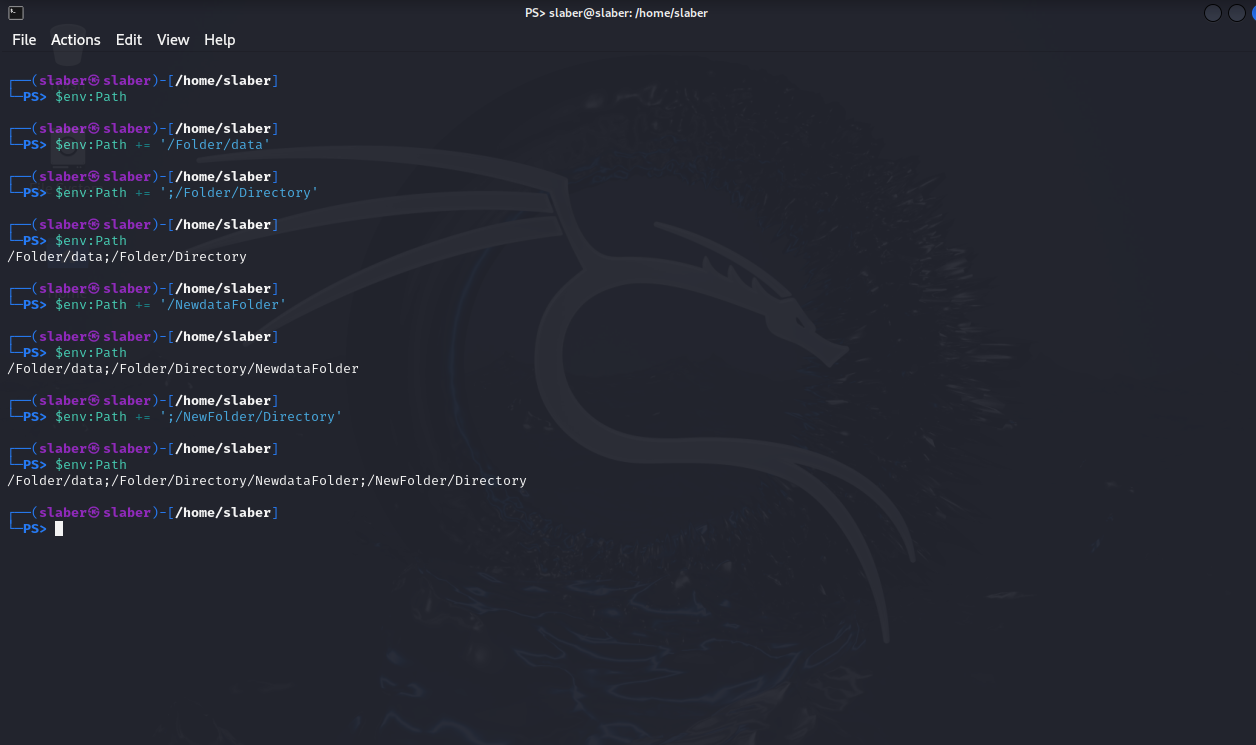 PS> slaber@slaber: /home/slaber
File Actions Edit View Help
┌──(slaber㉿slaber)-[/home/slaber]
└─PS> $env:Path
┌──(slaber㉿slaber)-[/home/slaber]
└─PS> $env:Path += '/Folder/data'
┌──(slaber㉿slaber)-[/home/slaber]
└─PS> $env:Path += ';/Folder/Directory'
┌──(slaber㉿slaber)-[/home/slaber]
└─PS> $env:Path
/Folder/data;/Folder/Directory
┌──(slaber㉿slaber)-[/home/slaber]
└─PS> $env:Path += '/NewdataFolder'
┌──(slaber㉿slaber)-[/home/slaber]
└─PS> $env:Path
/Folder/data;/Folder/Directory/NewdataFolder
┌──(slaber㉿slaber)-[/home/slaber]
└─PS> $env:Path += ';/NewFolder/Directory'
┌──(slaber㉿slaber)-[/home/slaber]
└─PS> $env:Path
/Folder/data;/Folder/Directory/NewdataFolder;/NewFolder/Directory
┌──(slaber㉿slaber)-[/home/slaber]
└─PS>